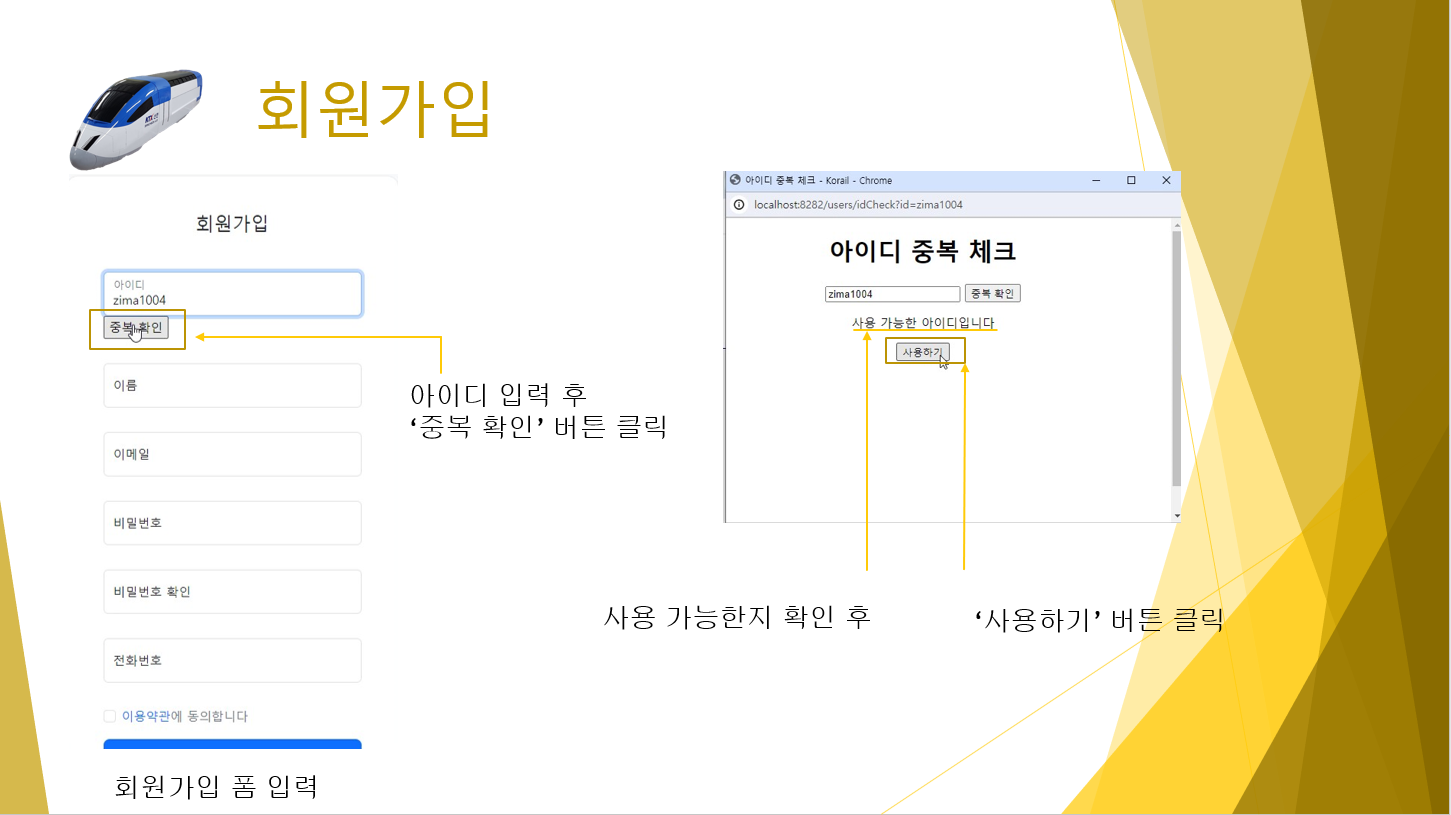 회원가입
회원가입
아이디
zima1004
중복 확인
이름
이메일
비밀번호
비밀번호 확인
전화번호
이용약관에 동의합니다
회원가입 폼 입력
아이디 입력 후
‘중복 확인’ 버튼 클릭
아이디 중복 체크 - Korail - Chrome
localhost:8282/users/idCheck?id=zima1004
아이디 중복 체크
zima1004 중복 확인
사용 가능한 아이디입니다
사용하기
사용 가능한지 확인 후
‘사용하기’ 버튼 클릭